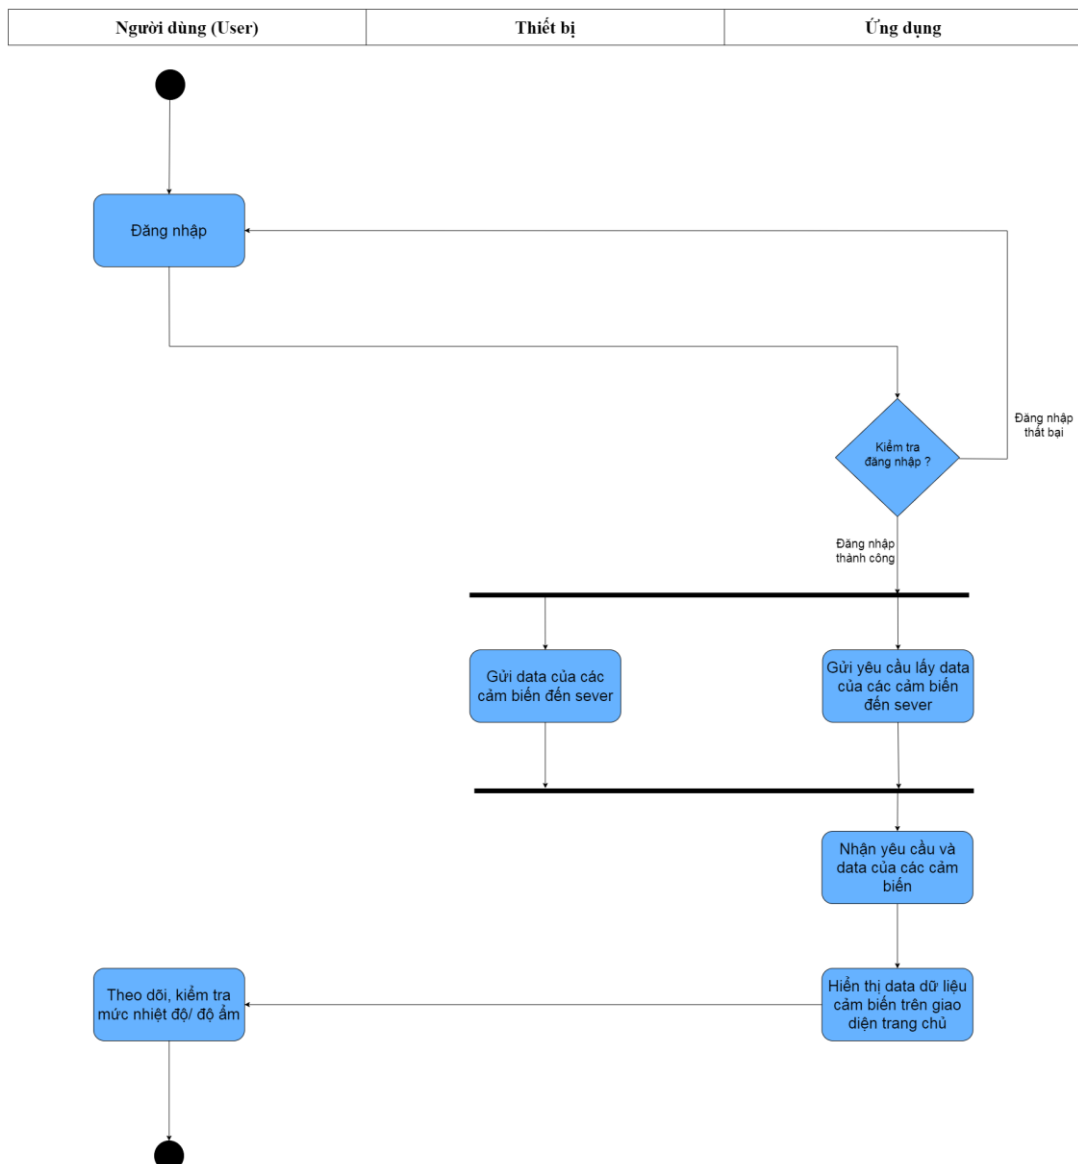 Người dùng (User)
Thiết bị
Ứng dụng
Đăng nhập
Đăng nhập
thất bại
Kiểm tra
đăng nhập ?
Đăng nhập
thành công
Gửi data của các
cảm biến đến sever
Gửi yêu cầu lấy data
của các cảm biến
đến sever
Nhận yêu cầu và
data của các cảm
biến
Theo dõi, kiểm tra
mức nhiệt độ/ độ ẩm
Hiển thị data dữ liệu
cảm biến trên giao
diện trang chủ